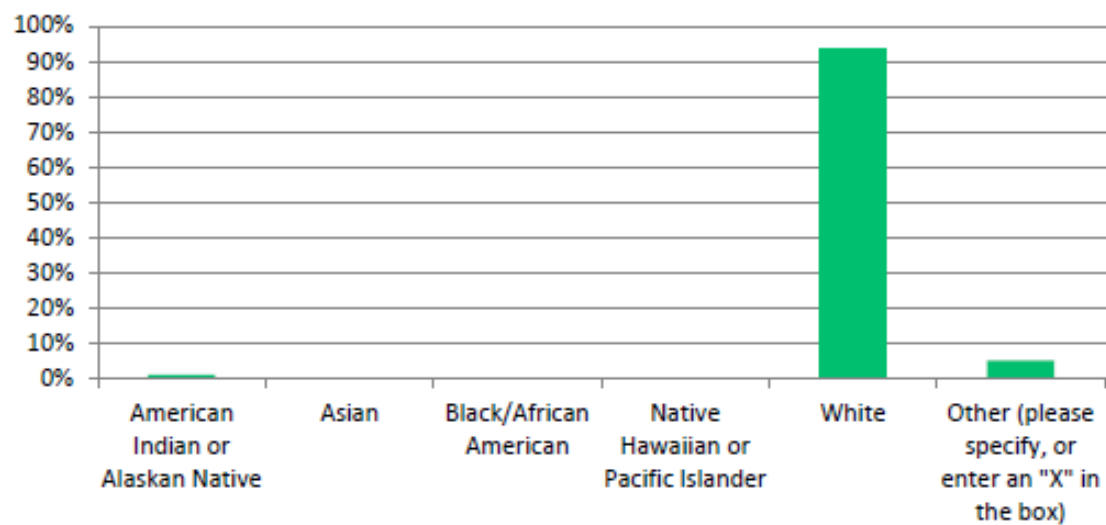 100%
90%
80%
70%
60%
50%
40%
30%
20%
10%
0%
American
Indian or
Alaskan Native
Asian
Black/African
American
Native
Hawaiian or
Pacific Islander
White
Other (please
specify, or
enter an "X" in
the box)